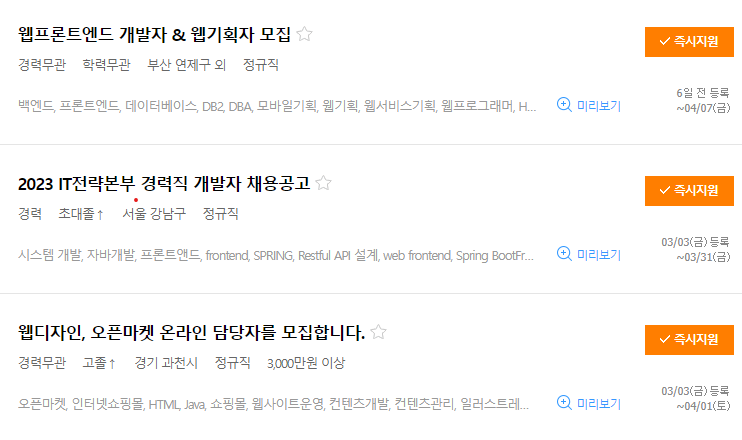 웹프론트엔드 개발자 & 웹기획자 모집
즉시지원
경력무관 학력무관 부산 연제구 외 정규직
백엔드, 프론트엔드, 데이터베이스, DB2, DBA, 모바일기획, 웹기획, 웹서비스기획, 웹프로그래머, H...
미리보기
6일 전 등록
~04/07(금)
2023 IT전략본부 경력직 개발자 채용공고
즉시지원
경력 초대졸↑ 서울 강남구 정규직
시스템 개발, 자바개발, 프론트앤드, frontend, SPRING, Restful API 설계, web frontend, Spring BootFr...
미리보기
03/03(금) 등록
~03/31(금)
웹디자인, 오픈마켓 온라인 담당자를 모집합니다.
즉시지원
경력무관 고졸↑ 경기 과천시 정규직 3,000만원 이상
오픈마켓, 인터넷쇼핑몰, HTML, Java, 쇼핑몰, 웹사이트운영, 컨텐츠개발, 컨텐츠관리, 일러스트레...
미리보기
03/03(금) 등록
~04/01(토)